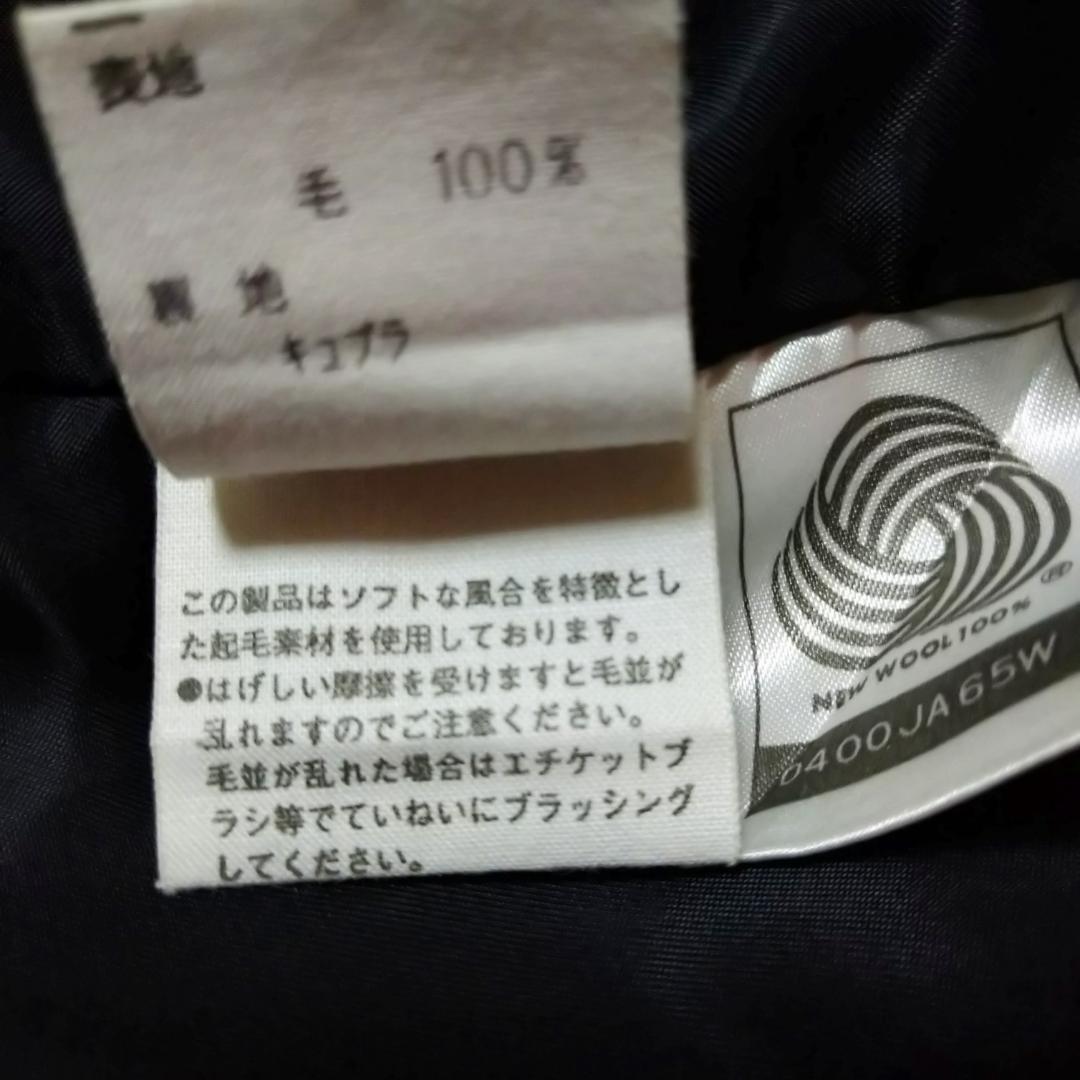 表地
毛 100%
裏地
キュプラ
この製品はソフトな風合を特徴とし
た起毛素材を使用しております。
●はげしい摩擦を受けますと毛並が
乱れますのでご注意ください。
毛並が乱れた場合はエチケットブ
ラシ等でていねいにブラッシング
してください。
®
NEW WOOL 100%
0400JA65W